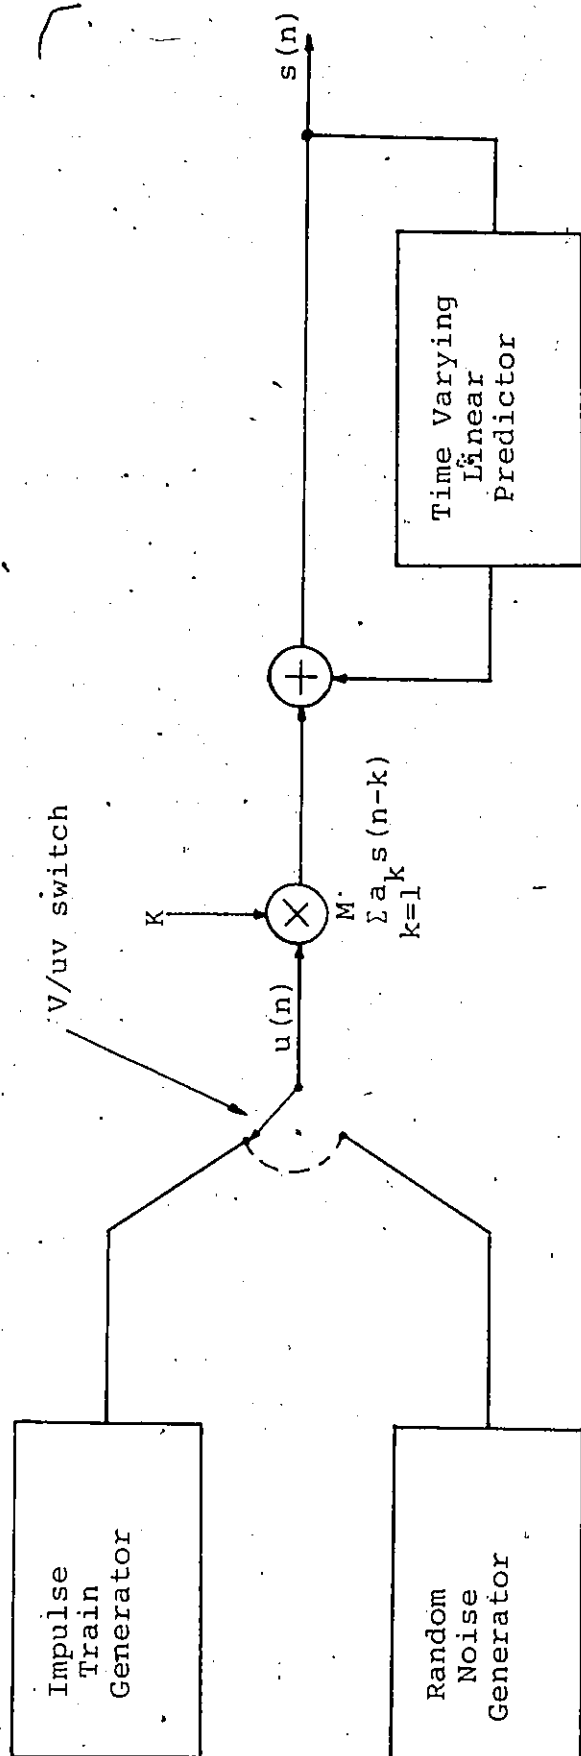 Impulse
Train
Generator
Random
Noise
Generator
V/uv switch
u(n)
K
M
Σ a_k s(n-k)
k=1
Time Varying
Linear
Predictor
s(n)